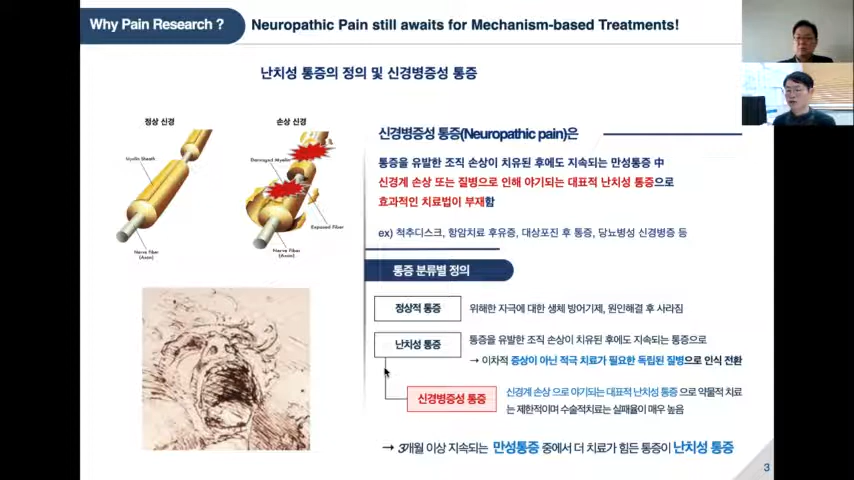 Why Pain Research ?
Neuropathic Pain still awaits for Mechanism-based Treatments!
난치성 통증의 정의 및 신경병증성 통증
정상 신경
손상 신경
Myelin Sheath
Damaged Myelin
Exposed Fiber
Nerve Fiber
(Axon)
Nerve Fiber
(Axon)
신경병증성 통증(Neuropathic pain)은
통증을 유발한 조직 손상이 치유된 후에도 지속되는 만성통증 中
신경계 손상 또는 질병으로 인해 야기되는 대표적 난치성 통증으로
효과적인 치료법이 부재함
ex) 척추디스크, 항암치료 후유증, 대상포진 후 통증, 당뇨병성 신경병증 등
통증 분류별 정의
정상적 통증
위해한 자극에 대한 생체 방어기제, 원인해결 후 사라짐
난치성 통증
통증을 유발한 조직 손상이 치유된 후에도 지속되는 통증으로
→ 이차적 증상이 아닌 적극 치료가 필요한 독립된 질병으로 인식 전환
신경병증성 통증
신경계 손상 으로 야기되는 대표적 난치성 통증 으로 약물적 치료
는 제한적이며 수술적치료는 실패율이 매우 높음
→ 3개월 이상 지속되는 만성통증 중에서 더 치료가 힘든 통증이 난치성 통증
3